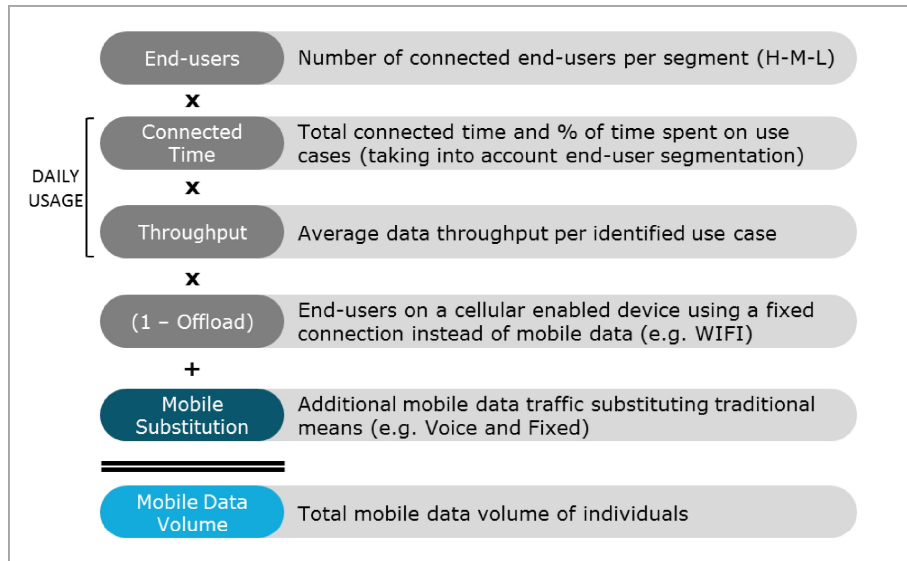 End-users
Number of connected end-users per segment (H-M-L)
x
DAILY
USAGE
Connected
Time
Total connected time and % of time spent on use
cases (taking into account end-user segmentation)
x
Throughput
Average data throughput per identified use case
x
(1 – Offload)
End-users on a cellular enabled device using a fixed
connection instead of mobile data (e.g. WIFI)
+
Mobile
Substitution
Additional mobile data traffic substituting traditional
means (e.g. Voice and Fixed)
Mobile Data
Volume
Total mobile data volume of individuals